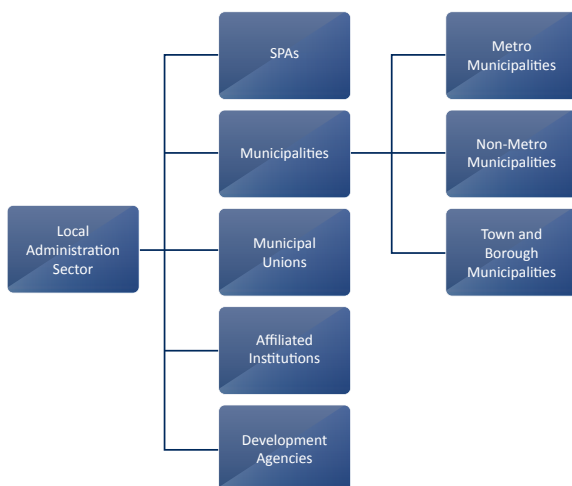 SPAs
Metro
Municipalities
Municipalities
Non-Metro
Municipalities
Local
Administration
Sector
Municipal
Unions
Town and
Borough
Municipalities
Affiliated
Institutions
Development
Agencies